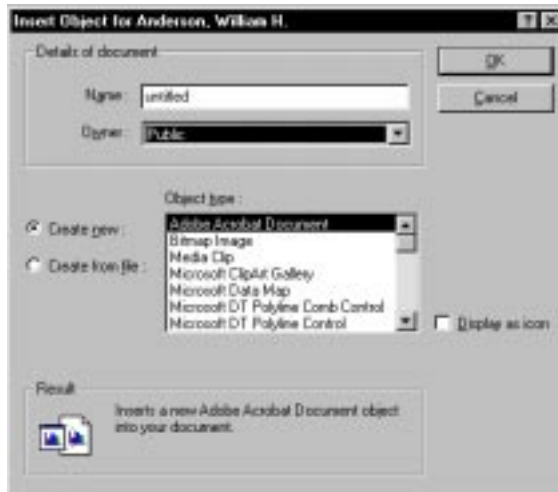 Insert Object for Anderson, William H.
Details of document
OK
Name : untitled
Cancel
Owner : Public
Object type :
Create new :
Adobe Acrobat Document
Bitmap Image
Media Clip
Create from file :
Microsoft ClipArt Gallery
Microsoft Data Map
Microsoft DT Polyline Comb Control
Microsoft DT Polyline Control
Display as icon
Result
Inserts a new Adobe Acrobat Document object
into your document.